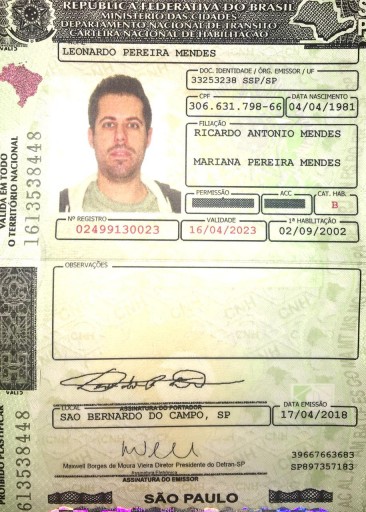 REPÚBLICA FEDERATIVA DO BRASIL
MINISTÉRIO DAS CIDADES
DEPARTAMENTO NACIONAL DE TRÂNSITO
CARTEIRA NACIONAL DE HABILITAÇÃO
NOME
LEONARDO PEREIRA MENDES
DOC. IDENTIDADE / ÓRG. EMISSOR / UF
33253238 SSP/SP
CPF
306.631.798-66
DATA NASCIMENTO
04/04/1981
FILIAÇÃO
RICARDO ANTONIO MENDES
MARIANA PEREIRA MENDES
PERMISSÃO
ACC
CAT. HAB.
B
Nº REGISTRO
02499130023
VALIDADE
16/04/2023
1ª HABILITAÇÃO
02/09/2002
VÁLIDA EM TODO
O TERRITÓRIO NACIONAL
1613538448
OBSERVAÇÕES
ASSINATURA DO PORTADOR
LOCAL
SAO BERNARDO DO CAMPO, SP
DATA EMISSÃO
17/04/2018
Maxwell Borges de Moura Vieira Diretor Presidente do Detran-SP
Assinatura Eletrônica
ASSINATURA DO EMISSOR
39667663683
SP897357183
PROIBIDO PLASTIFICAR
613538448
SÃO PAULO